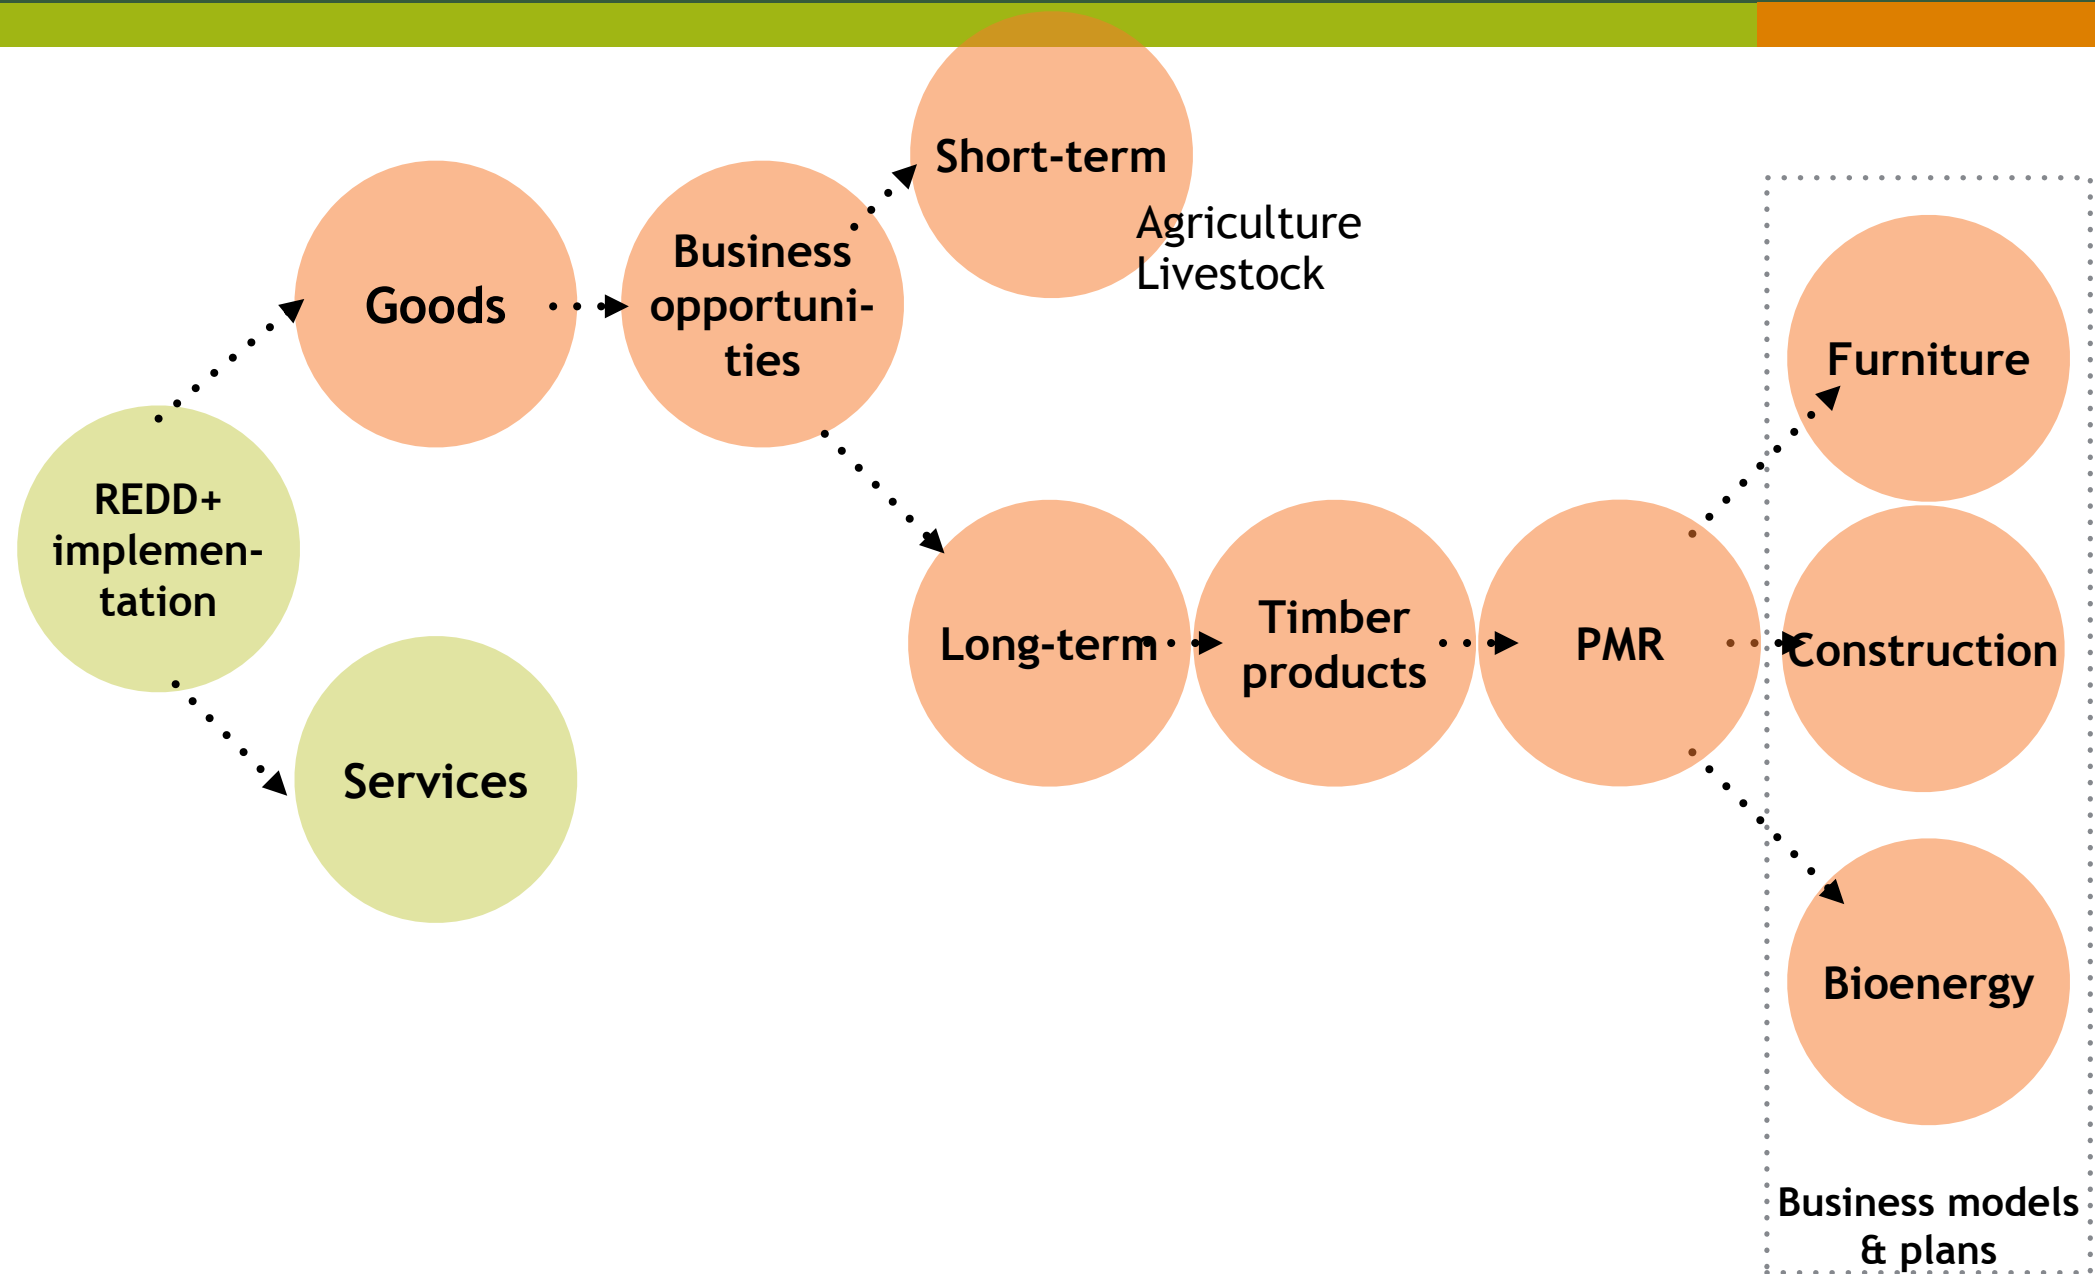 Short-term
Agriculture
Livestock
Goods
Business
opportuni-
ties
Furniture
REDD+
implemen-
tation
Long-term
Timber
products
PMR
Construction
Services
Bioenergy
Business models
& plans